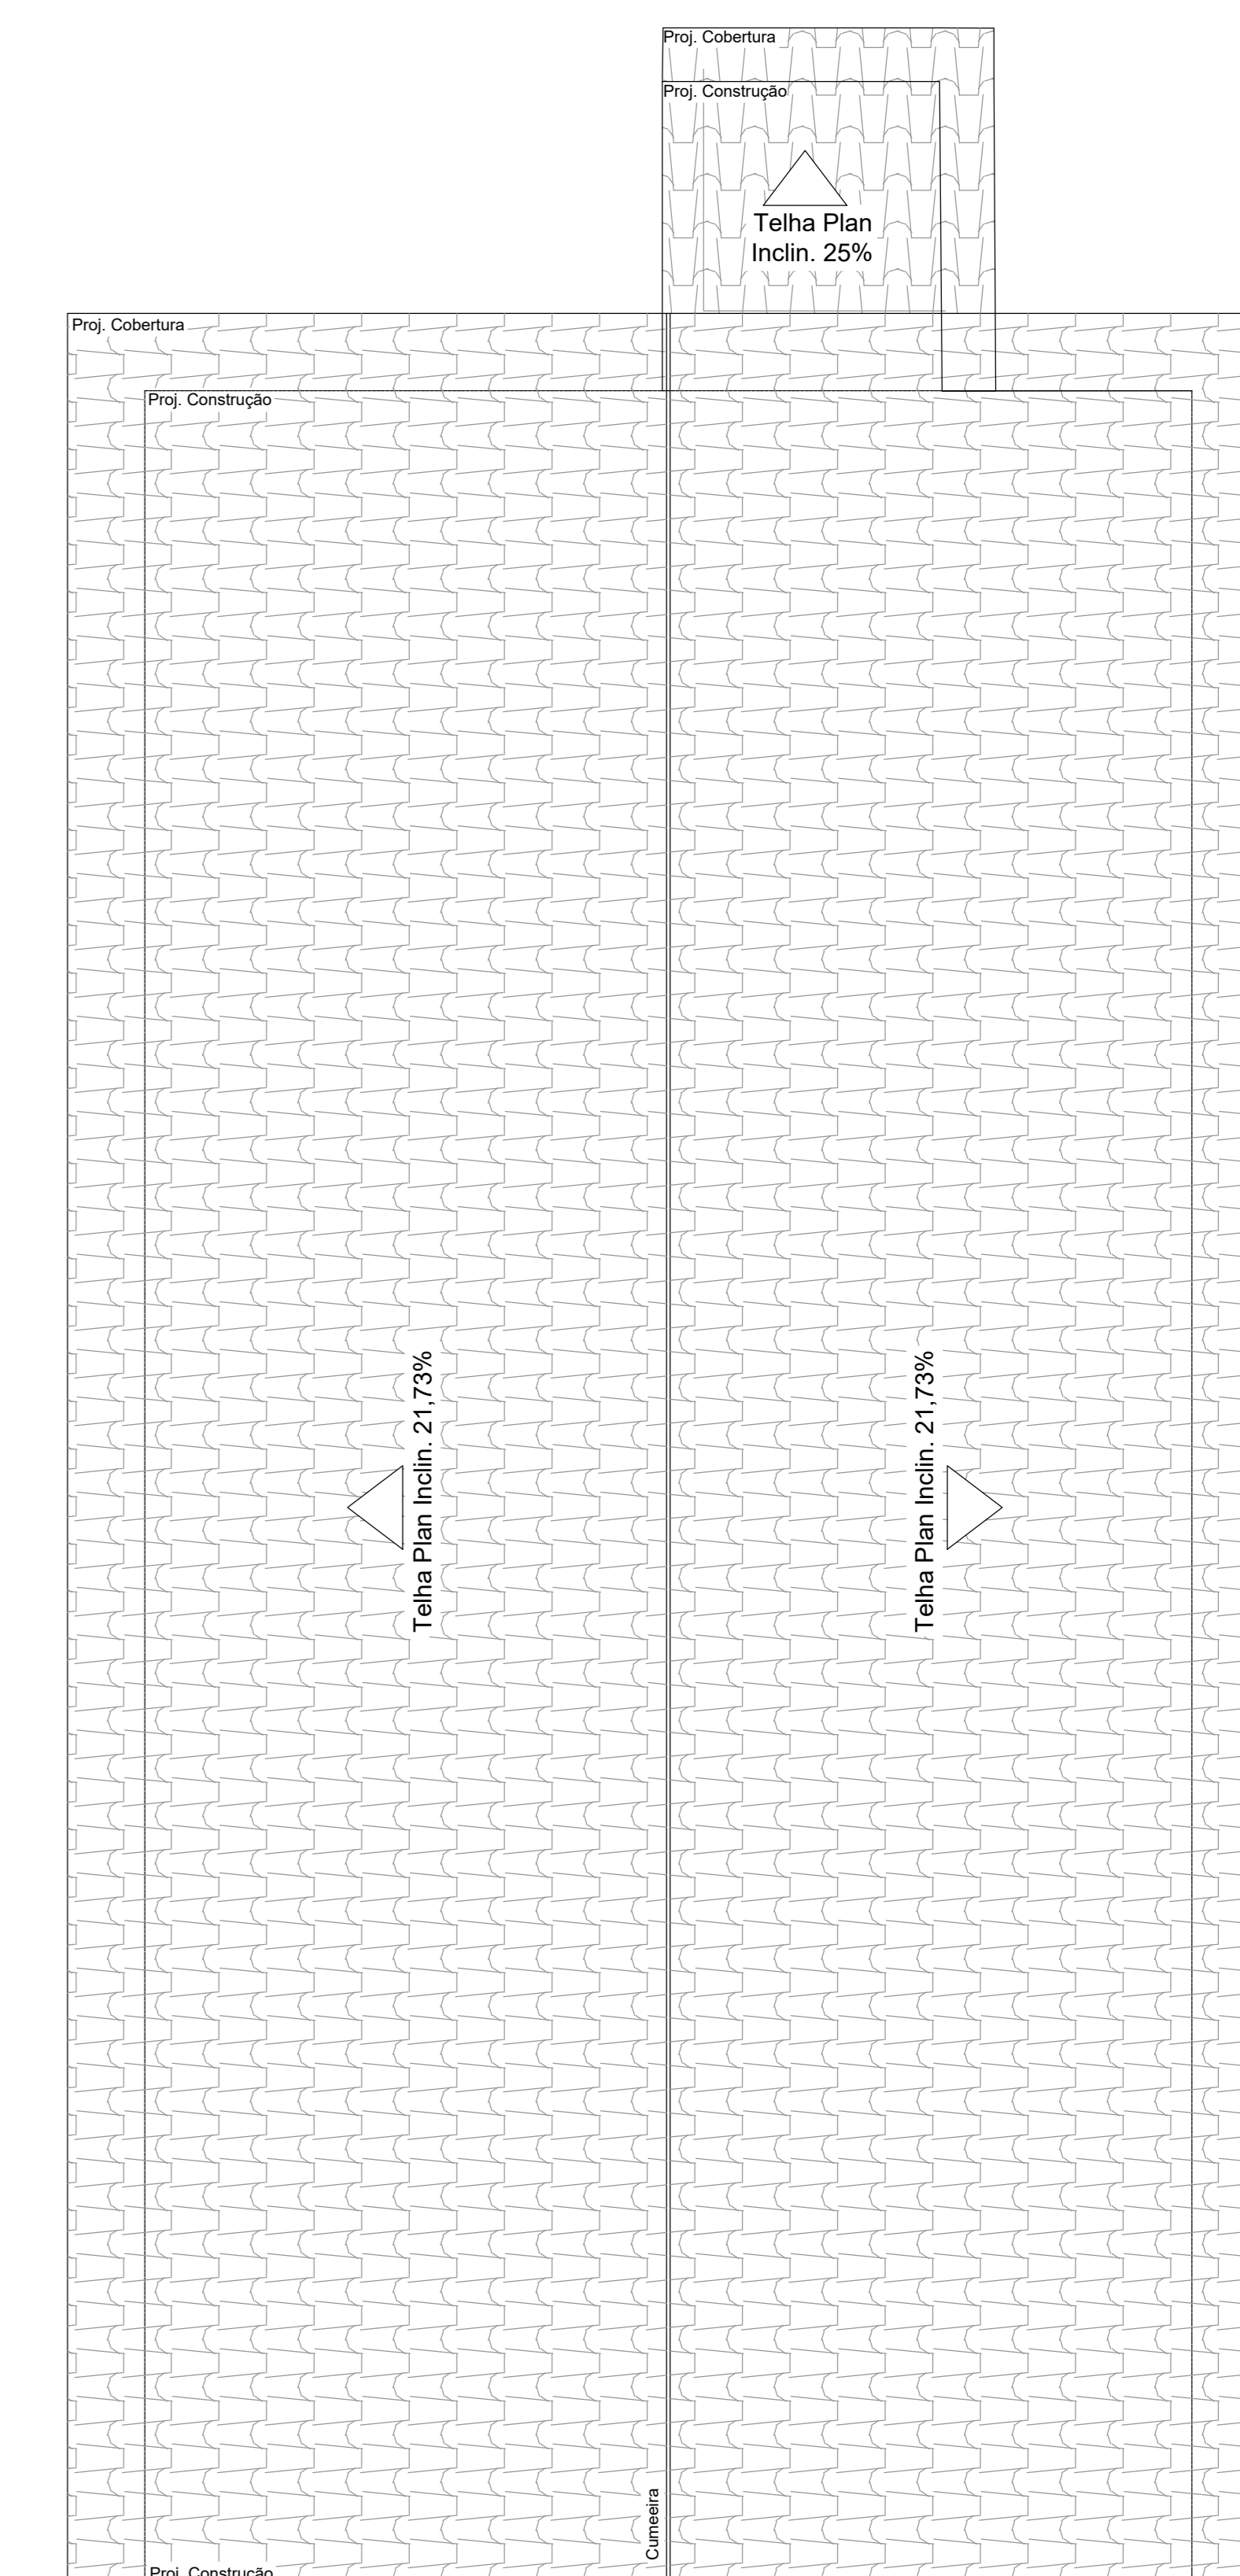 Proj. Cobertura
Proj. Construção
Telha Plan
Inclin. 25%
Proj. Cobertura
Proj. Construção
Telha Plan Inclin. 21,73%
Telha Plan Inclin. 21,73%
Cumeeira
Proj. Construção